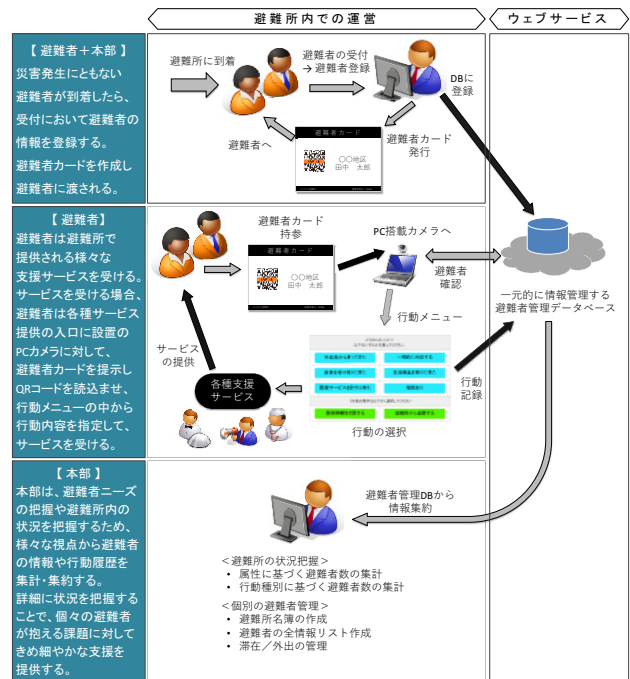 避難所内での運営
ウェブサービス
【 避難者＋本部 】
災害発生にともない
避難者が到着したら、
受付において避難者の
情報を登録する。
避難者カードを作成し
避難者に渡される。
避難所に到着
避難者の受付
→ 避難者登録
DBに
登録
避難者カード
〇〇地区
田中 太郎
避難者へ
避難者カード
発行
【 避難者 】
避難者は避難所で
提供される様々な
支援サービスを受ける。
サービスを受ける場合、
避難者は各種サービス
提供の入口に設置の
PCカメラに対して、
避難者カードを提示し
QRコードを読込ませ、
行動メニューの中から
行動内容を指定して、
サービスを受ける。
避難者カード
持参
避難者カード
〇〇地区
田中 太郎
PC搭載カメラへ
避難者
確認
行動メニュー
サービス
の提供
各種支援
サービス
行動の選択
行動
記録
一元的に情報管理する
避難者管理データベース
【 本部 】
本部は、避難者ニーズ
の把握や避難所内の
状況を把握するため、
様々な視点から避難者
の情報や行動履歴を
集計・集約する。
詳細に状況を把握する
ことで、個々の避難者
が抱える課題に対して
きめ細やかな支援を
提供する。
避難者管理DBから
情報集約
＜避難所の状況把握＞
• 属性に基づく避難者数の集計
• 行動種別に基づく避難者数の集計
＜個別の避難者管理＞
• 避難所名簿の作成
• 避難者の全情報リスト作成
• 滞在／外出の管理